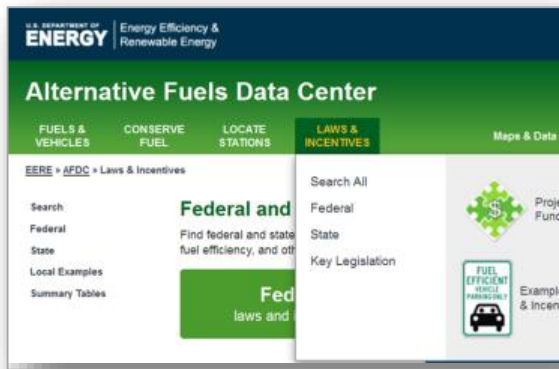 U.S. DEPARTMENT OF
ENERGY
Energy Efficiency &
Renewable Energy
Alternative Fuels Data Center
FUELS &
VEHICLES
CONSERVE
FUEL
LOCATE
STATIONS
LAWS &
INCENTIVES
Maps & Data
EERE » AFDC » Laws & Incentives
Search
Federal
State
Local Examples
Summary Tables
Federal and
Find federal and state
fuel efficiency, and oth
Fed
laws and i
Search All
Federal
State
Key Legislation
$
Proje
Func
FUEL
EFFICIENT
VEHICLE
PARKING ONLY
Example
& Incen